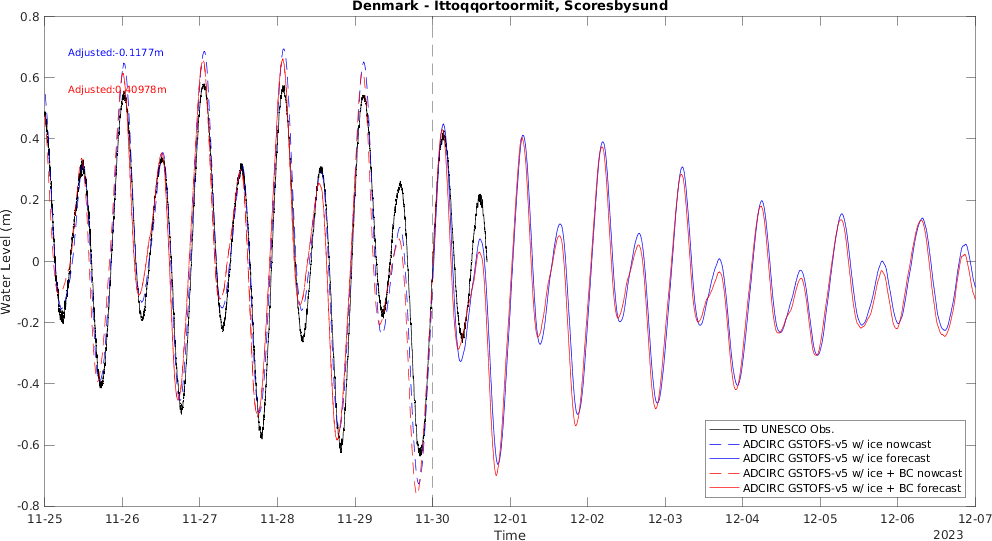 Denmark - Ittoqqortoormiit, Scoresbysund
0.8
0.6
0.4
0.2
0
-0.2
-0.4
-0.6
-0.8
Water Level (m)
Adjusted:-0.1177m
Adjusted:0.40978m
TD UNESCO Obs.
ADCIRC GSTOFS-v5 w/ ice nowcast
ADCIRC GSTOFS-v5 w/ ice forecast
ADCIRC GSTOFS-v5 w/ ice + BC nowcast
ADCIRC GSTOFS-v5 w/ ice + BC forecast
11-25 11-26 11-27 11-28 11-29 11-30 12-01 12-02 12-03 12-04 12-05 12-06 12-07
Time
2023